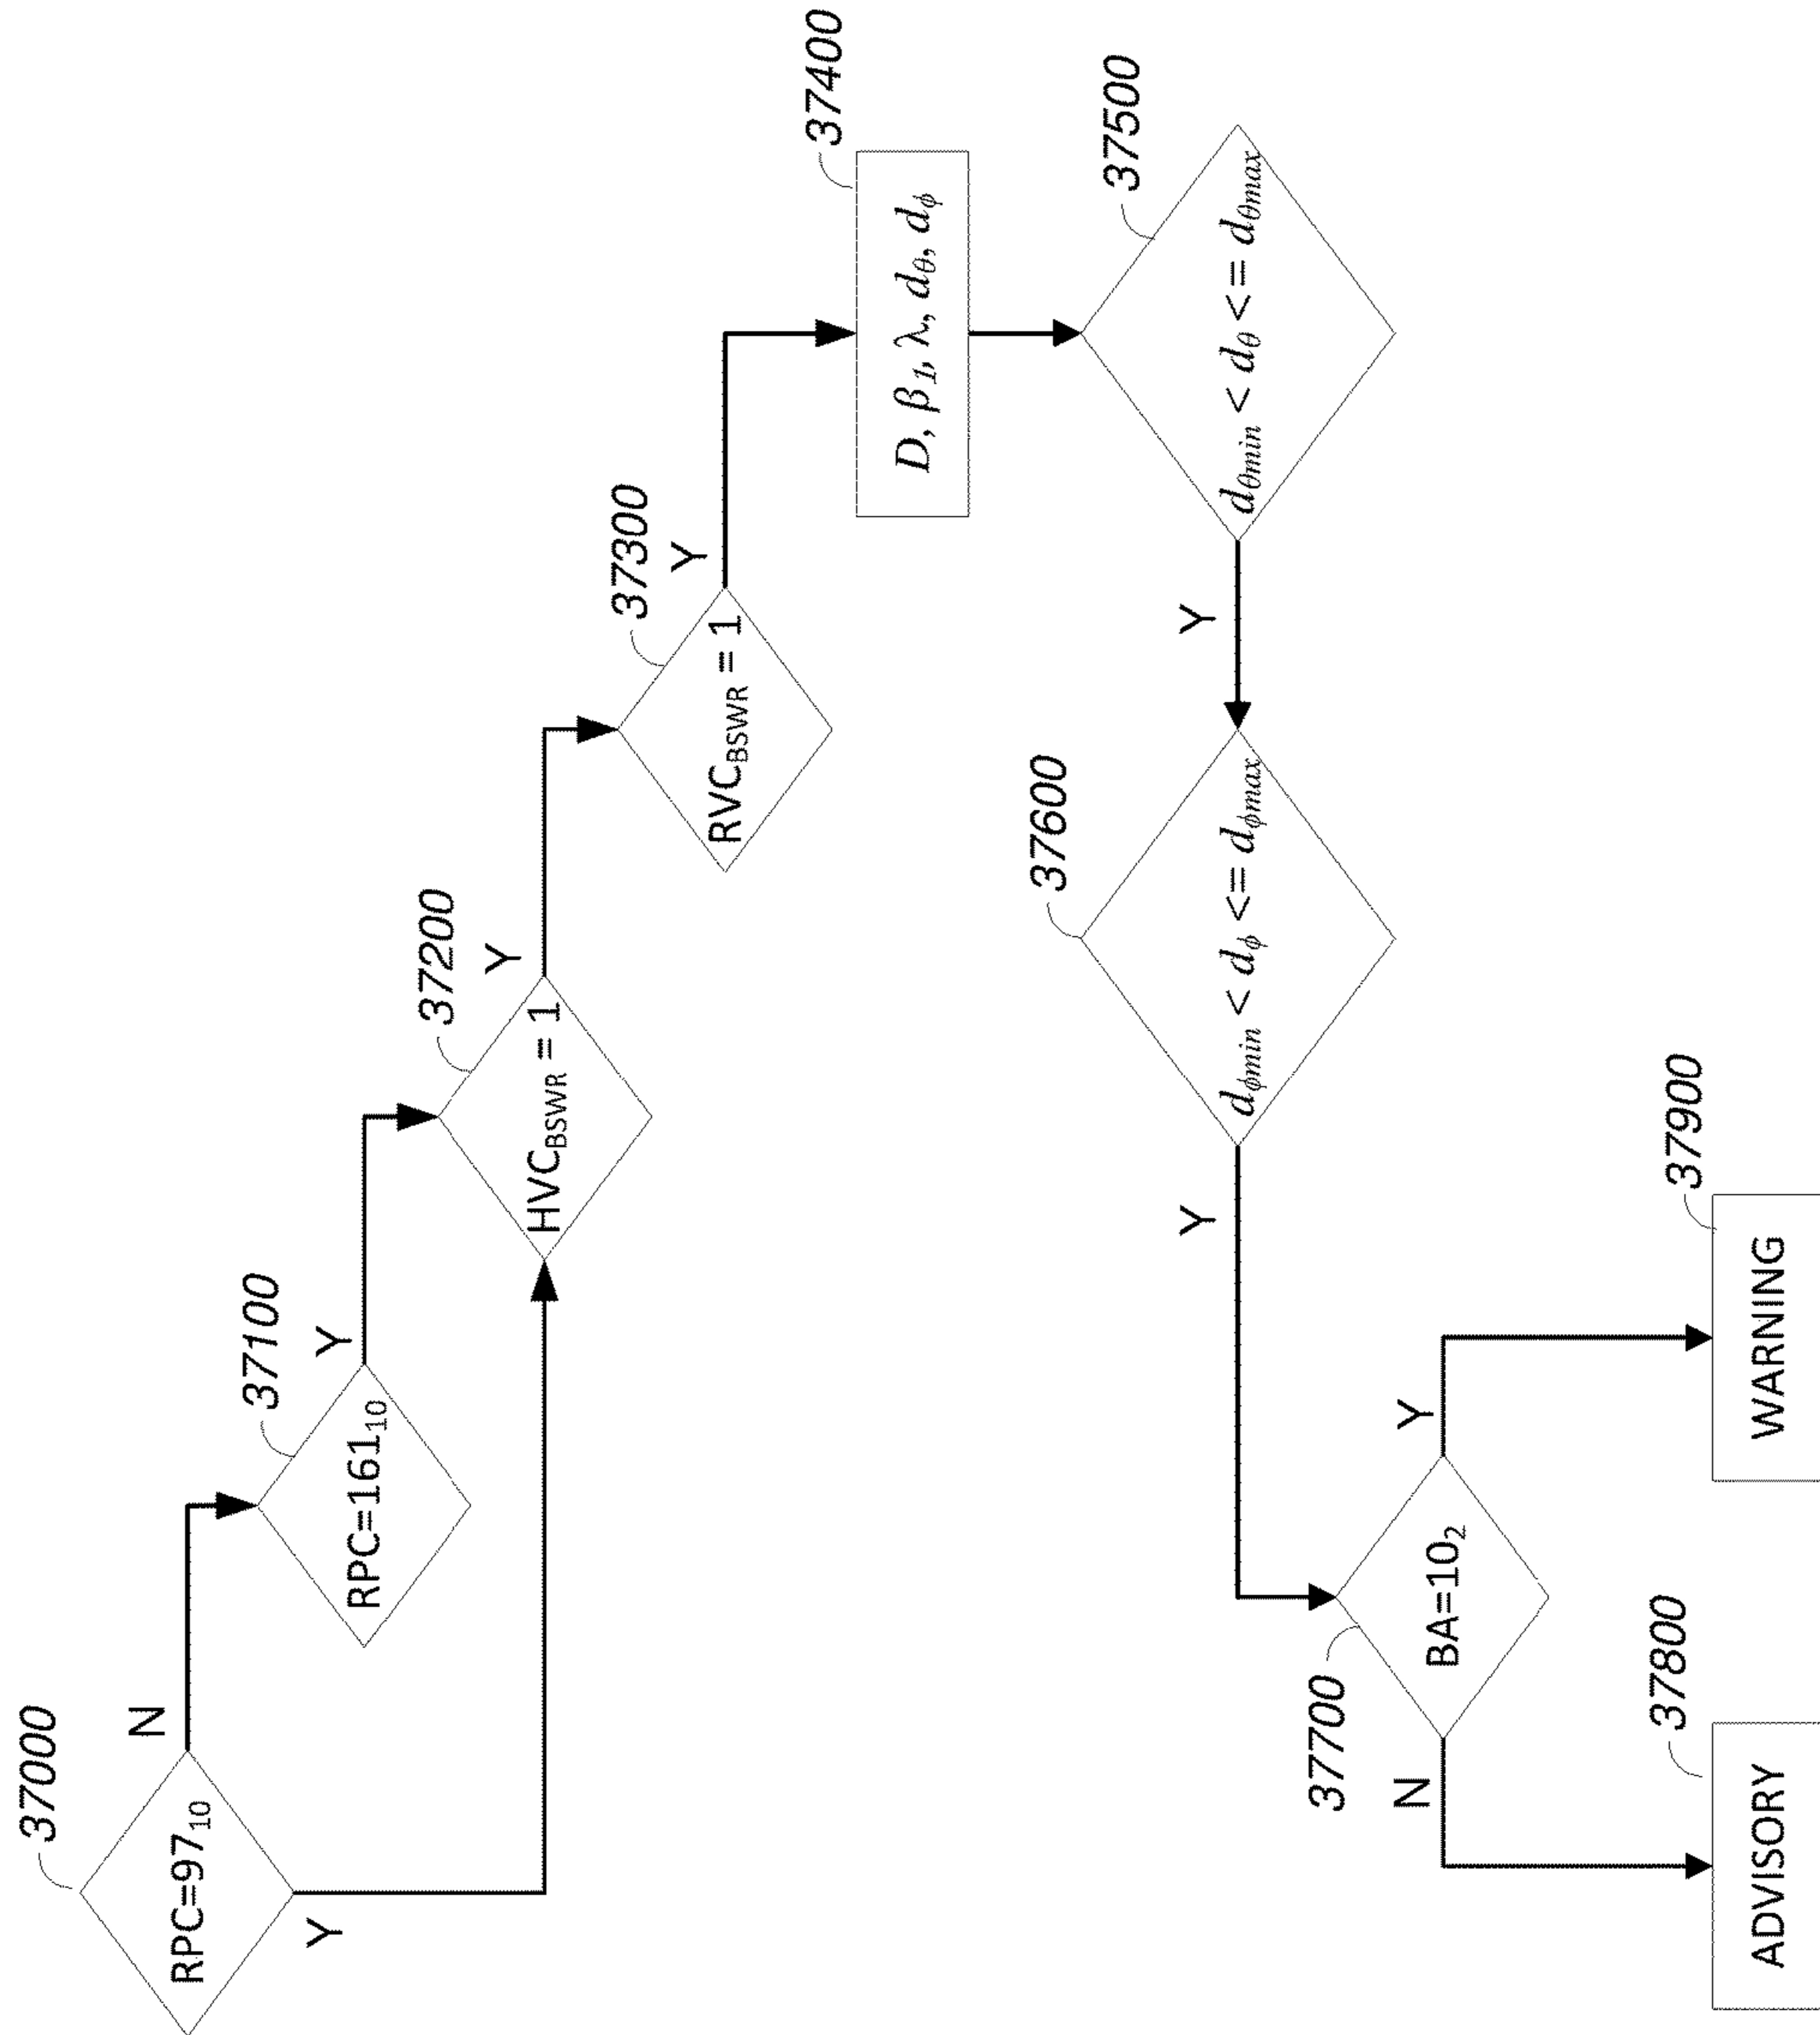 37000
RPC=97₁₀
N
Y
37100
RPC=161₁₀
Y
37200
HVC_BSWR = 1
Y
37300
RVC_BSWR = 1
Y
37400
D, β₁, λ, d_θ, d_ϕ
37500
d_θmin < d_θ <= d_θmax
Y
37600
d_ϕmin < d_ϕ <= d_ϕmax
Y
37700
BA=10₂
N
Y
37800
ADVISORY
37900
WARNING